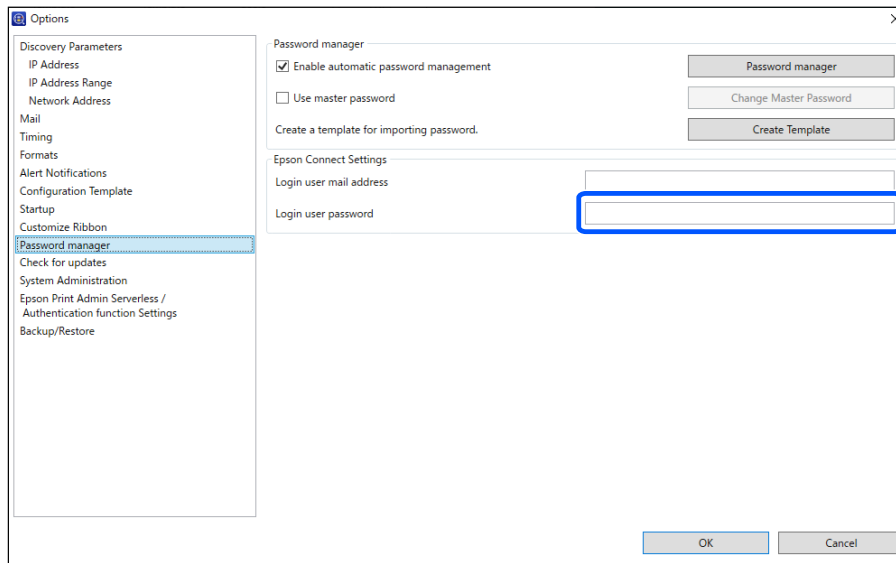 Options
Discovery Parameters
IP Address
IP Address Range
Network Address
Mail
Timing
Formats
Alert Notifications
Configuration Template
Startup
Customize Ribbon
Password manager
Check for updates
System Administration
Epson Print Admin Serverless /
Authentication function Settings
Backup/Restore
Password manager
Enable automatic password management
Password manager
Use master password
Change Master Password
Create a template for importing password.
Create Template
Epson Connect Settings
Login user mail address
Login user password
OK
Cancel